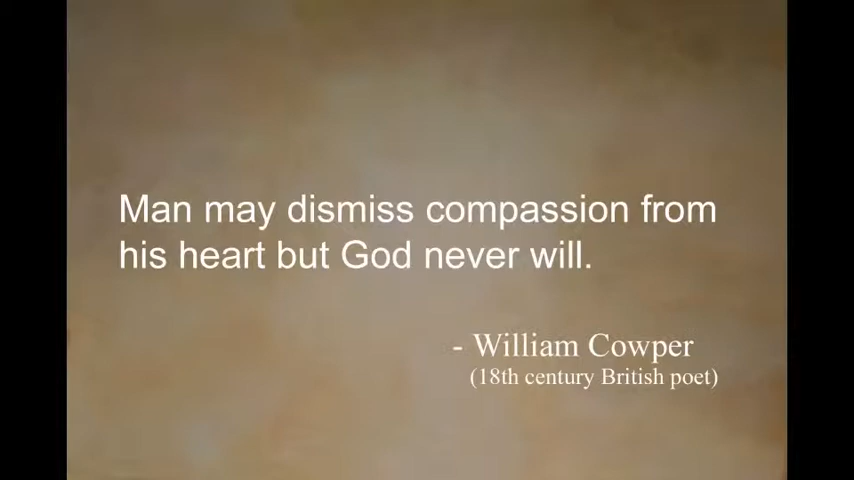 Man may dismiss compassion from
his heart but God never will.
- William Cowper
(18th century British poet)